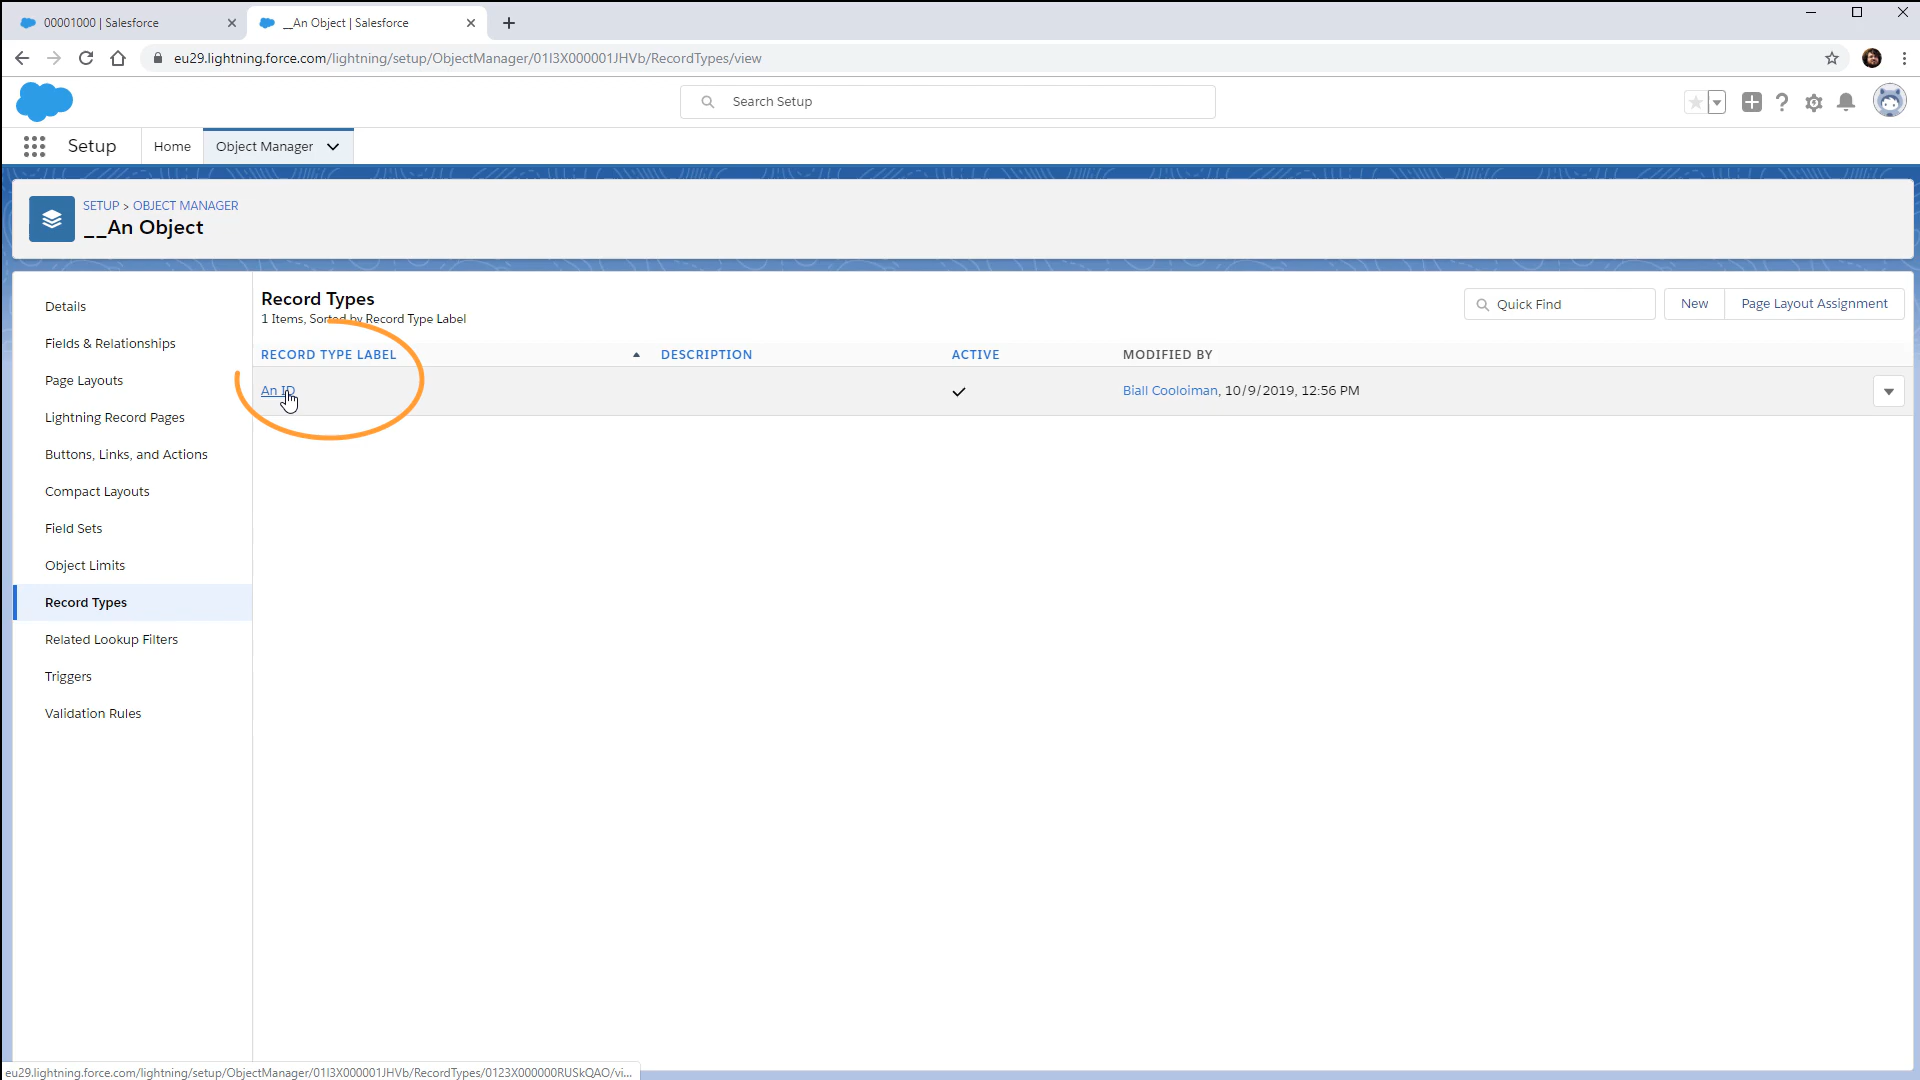 00001000 | Salesforce
__An Object | Salesforce
eu29.lightning.force.com/lightning/setup/ObjectManager/01I3X000001JHVb/RecordTypes/view
Search Setup
Setup
Home
Object Manager
SETUP > OBJECT MANAGER
__An Object
Details
Fields & Relationships
Page Layouts
Lightning Record Pages
Buttons, Links, and Actions
Compact Layouts
Field Sets
Object Limits
Record Types
Related Lookup Filters
Triggers
Validation Rules
Record Types
1 Items, Sorted by Record Type Label
Quick Find
New
Page Layout Assignment
RECORD TYPE LABEL DESCRIPTION ACTIVE MODIFIED BY
An ID Biall Cooloiman, 10/9/2019, 12:56 PM
eu29.lightning.force.com/lightning/setup/ObjectManager/01I3X000001JHVb/RecordTypes/0123X000000RUSkQAO/vi...